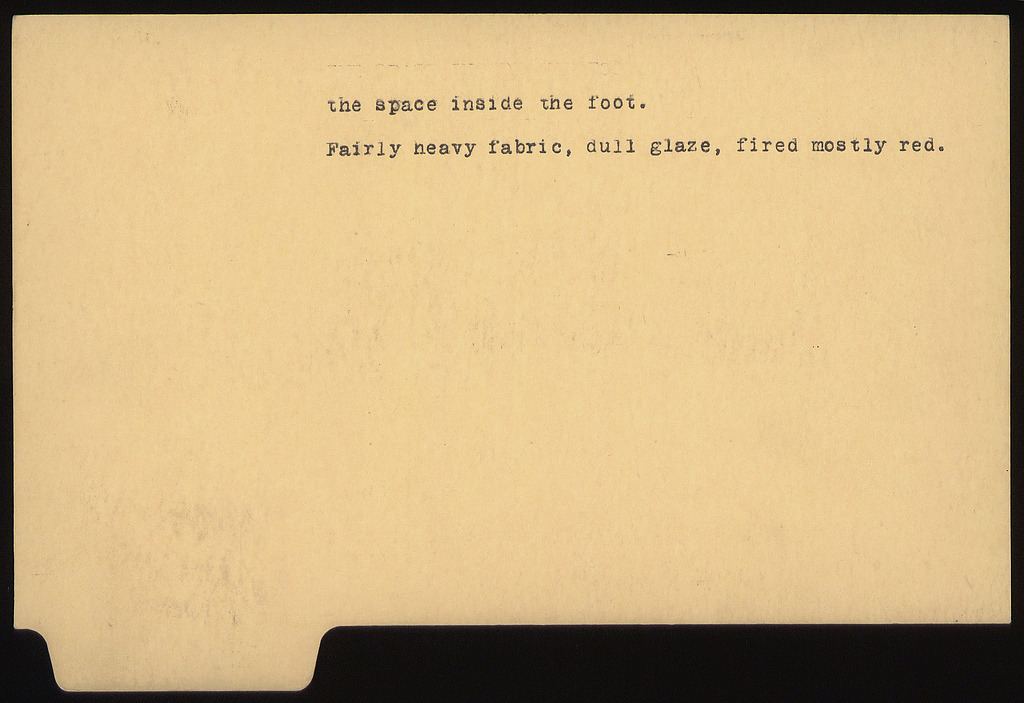 the space inside the foot.
Fairly heavy fabric, dull glaze, fired mostly red.